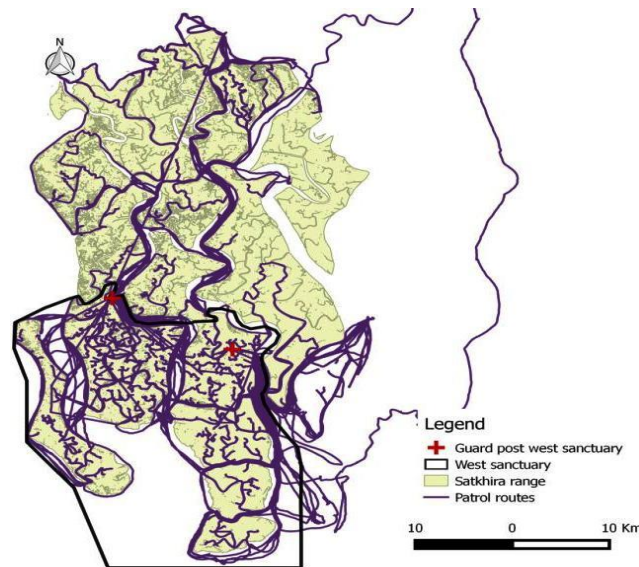 N
Legend
Guard post west sanctuary
West sanctuary
Satkhira range
Patrol routes
10 0 10 Km